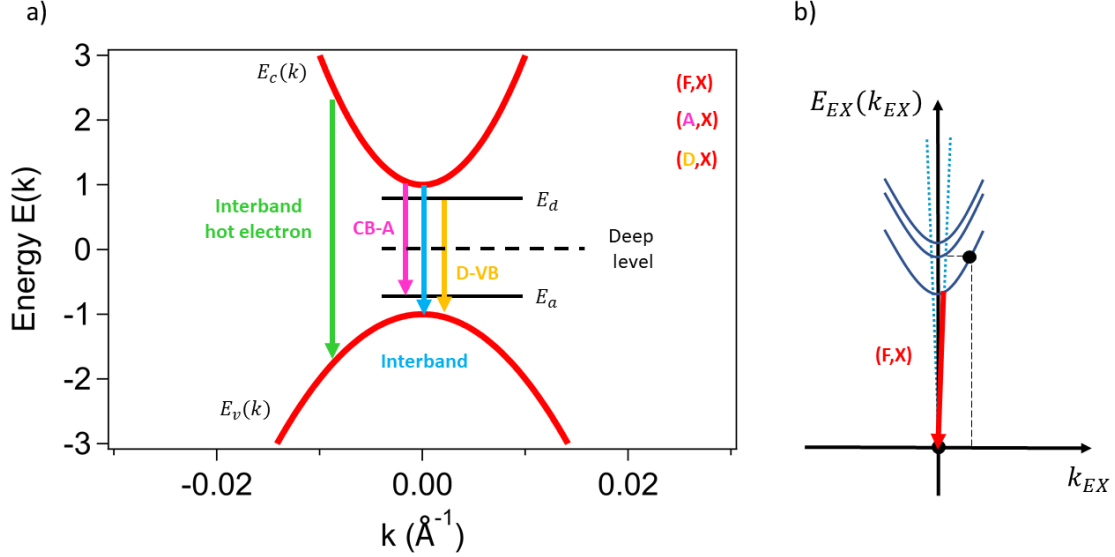 a)
3
2
1
0
-1
-2
-3
Energy E(k)
E_c(k)
(F,X)
(A,X)
(D,X)
Interband
hot electron
CB-A
E_d
Deep
level
D-VB
E_a
Interband
E_v(k)
-0.02
0.00
0.02
k (Å⁻¹)
b)
E_EX(k_EX)
(F,X)
k_EX